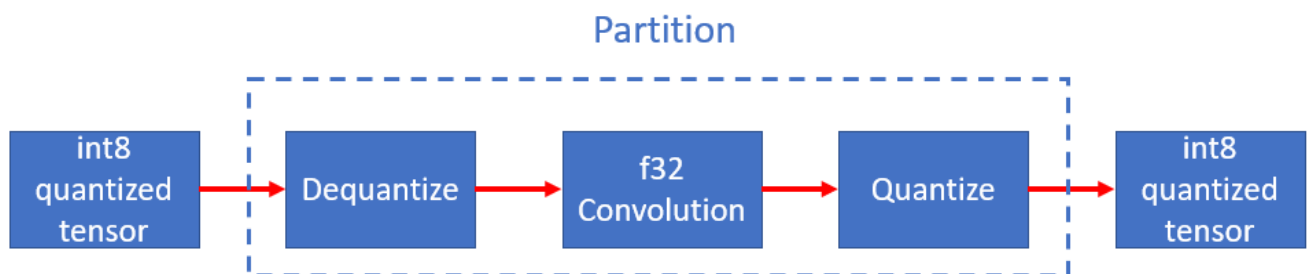 Partition
int8
quantized
tensor
Dequantize
f32
Convolution
Quantize
int8
quantized
tensor